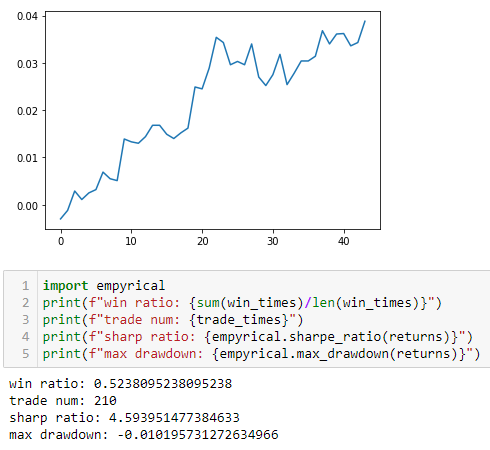 0.04
0.03
0.02
0.01
0.00
0 10 20 30 40
1 import empyrical
2 print(f"win ratio: {sum(win_times)/len(win_times)}")
3 print(f"trade num: {trade_times}")
4 print(f"sharp ratio: {empyrical.sharpe_ratio(returns)}")
5 print(f"max drawdown: {empyrical.max_drawdown(returns)}")
win ratio: 0.5238095238095238
trade num: 210
sharp ratio: 4.593951477384633
max drawdown: -0.010195731272634966